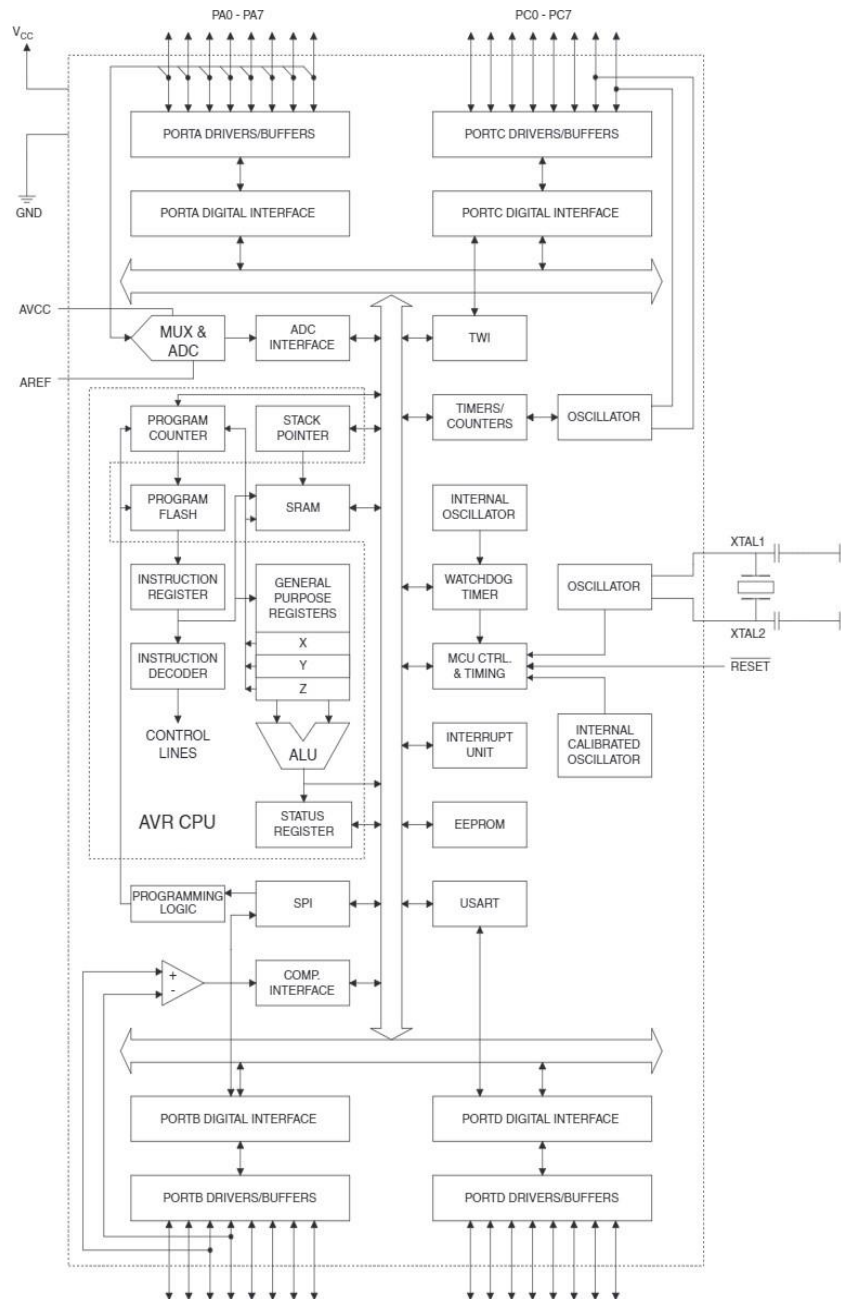 PA0 - PA7
PC0 - PC7
VCC
PORTA DRIVERS/BUFFERS
PORTC DRIVERS/BUFFERS
GND
PORTA DIGITAL INTERFACE
PORTC DIGITAL INTERFACE
AVCC
MUX &
ADC
ADC
INTERFACE
TWI
AREF
PROGRAM
COUNTER
STACK
POINTER
TIMERS/
COUNTERS
OSCILLATOR
PROGRAM
FLASH
SRAM
INTERNAL
OSCILLATOR
XTAL1
INSTRUCTION
REGISTER
GENERAL
PURPOSE
REGISTERS
WATCHDOG
TIMER
OSCILLATOR
XTAL2
X
INSTRUCTION
DECODER
Y
Z
MCU CTRL.
& TIMING
RESET
CONTROL
LINES
ALU
INTERRUPT
UNIT
INTERNAL
CALIBRATED
OSCILLATOR
AVR CPU
STATUS
REGISTER
EEPROM
PROGRAMMING
LOGIC
SPI
USART
+
-
COMP.
INTERFACE
PORTB DIGITAL INTERFACE
PORTD DIGITAL INTERFACE
PORTB DRIVERS/BUFFERS
PORTD DRIVERS/BUFFERS